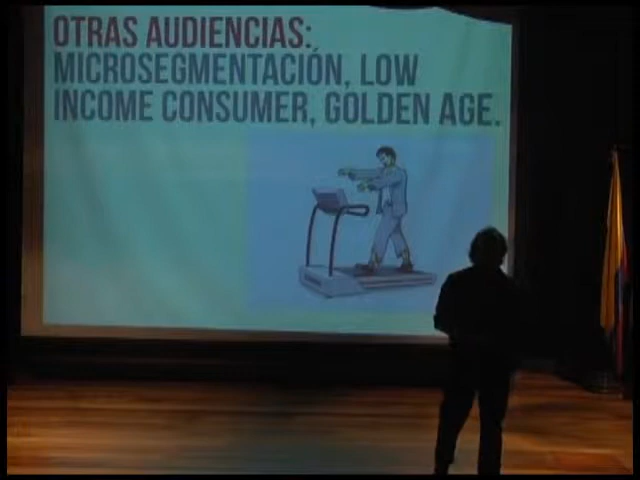 OTRAS AUDIENCIAS:
MICROSEGMENTACIÓN, LOW
INCOME CONSUMER, GOLDEN AGE.